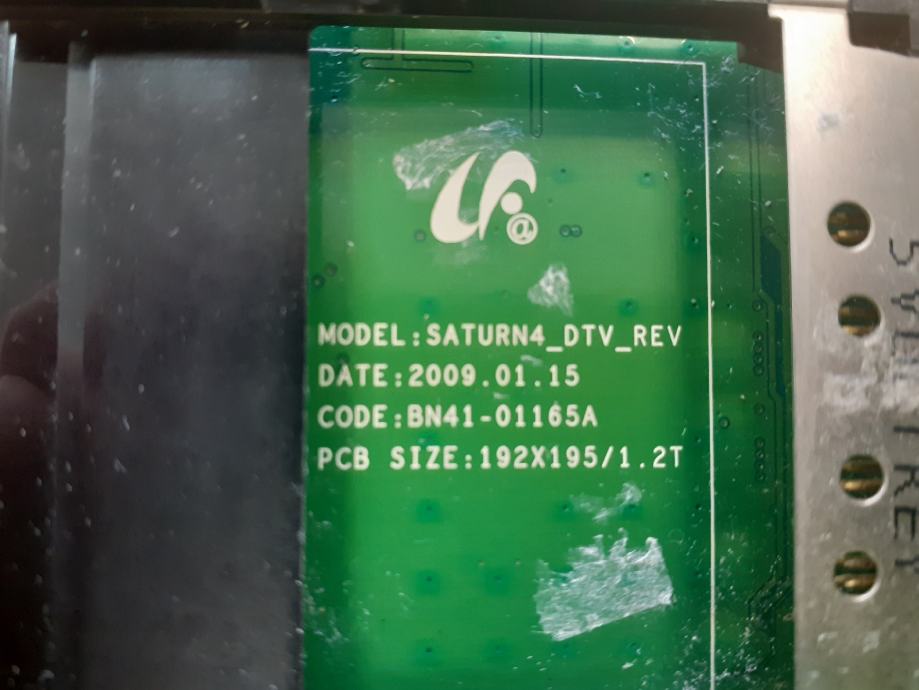 @
MODEL:SATURN4_DTV_REV
DATE:2009.01.15
CODE:BN41-01165A
PCB SIZE:192X195/1.2T